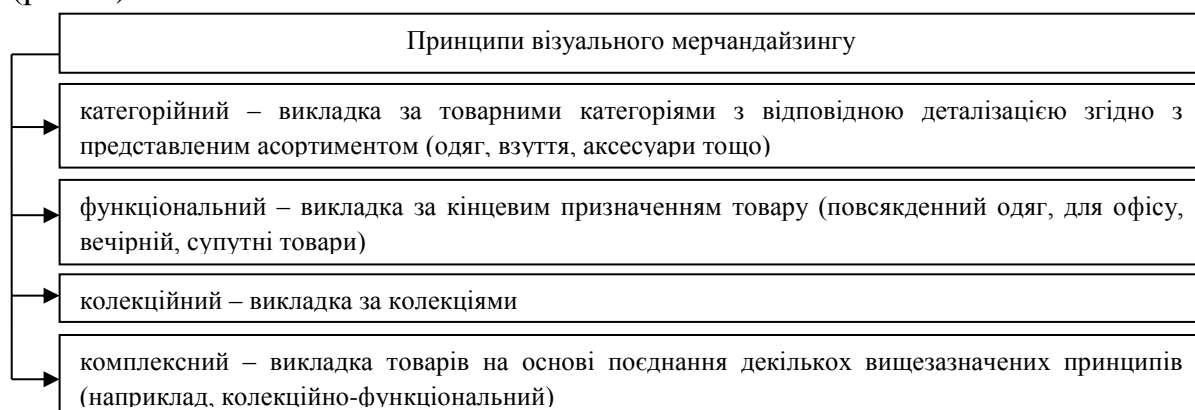 Принципи візуального мерчандайзингу
категорійний – викладка за товарними категоріями з відповідною деталізацією згідно з
представленим асортиментом (одяг, взуття, аксесуари тощо)
функціональний – викладка за кінцевим призначенням товару (повсякденний одяг, для офісу,
вечірній, супутні товари)
колекційний – викладка за колекціями
комплексний – викладка товарів на основі поєднання декількох вищезазначених принципів
(наприклад, колекційно-функціональний)